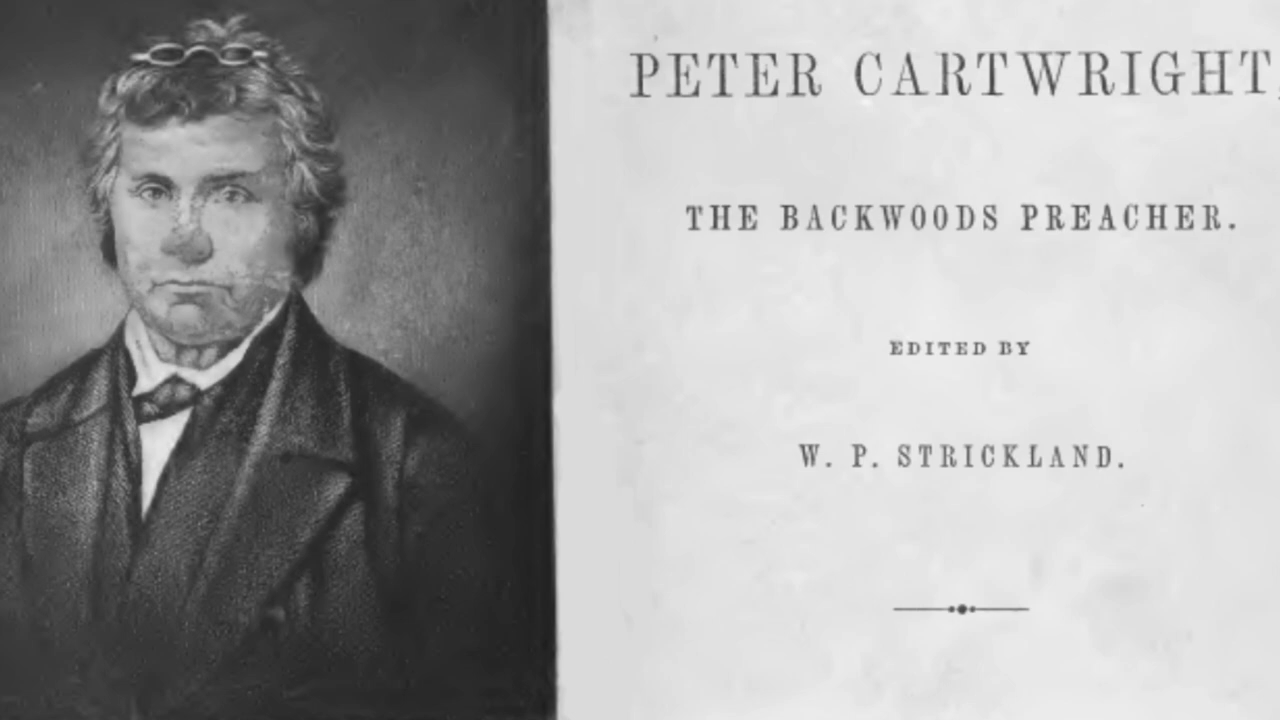 PETER CARTWRIGHT,
THE BACKWOODS PREACHER.
EDITED BY
W. P. STRICKLAND.